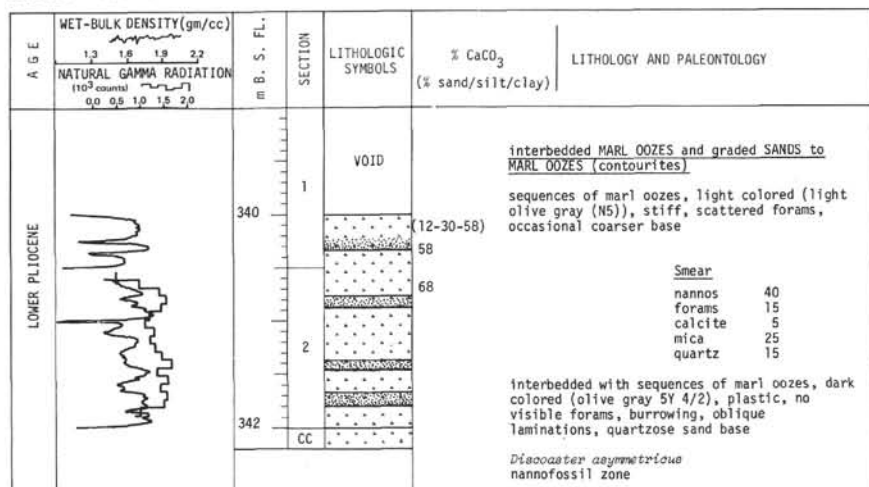 AGE
WET-BULK DENSITY(gm/cc)
1,3 1,6 1,9 2,2
NATURAL GAMMA RADIATION
(10³ counts)
0,0 0,5 1,0 1,5 2,0
m B. S. FL.
SECTION
LITHOLOGIC
SYMBOLS
% CaCO₃
(% sand/silt/clay)
LITHOLOGY AND PALEONTOLOGY
LOWER PLIOCENE
340
342
1
2
CC
VOID
(12-30-58)
58
68
interbedded MARL OOZES and graded SANDS to
MARL OOZES (contourites)
sequences of marl oozes, light colored (light
olive gray (N5)), stiff, scattered forams,
occasional coarser base
Smear
nannos 40
forams 15
calcite 5
mica 25
quartz 15
interbedded with sequences of marl oozes, dark
colored (olive gray 5Y 4/2), plastic, no
visible forams, burrowing, oblique
laminations, quartzose sand base
Discoaster asymmetricus
nannofossil zone